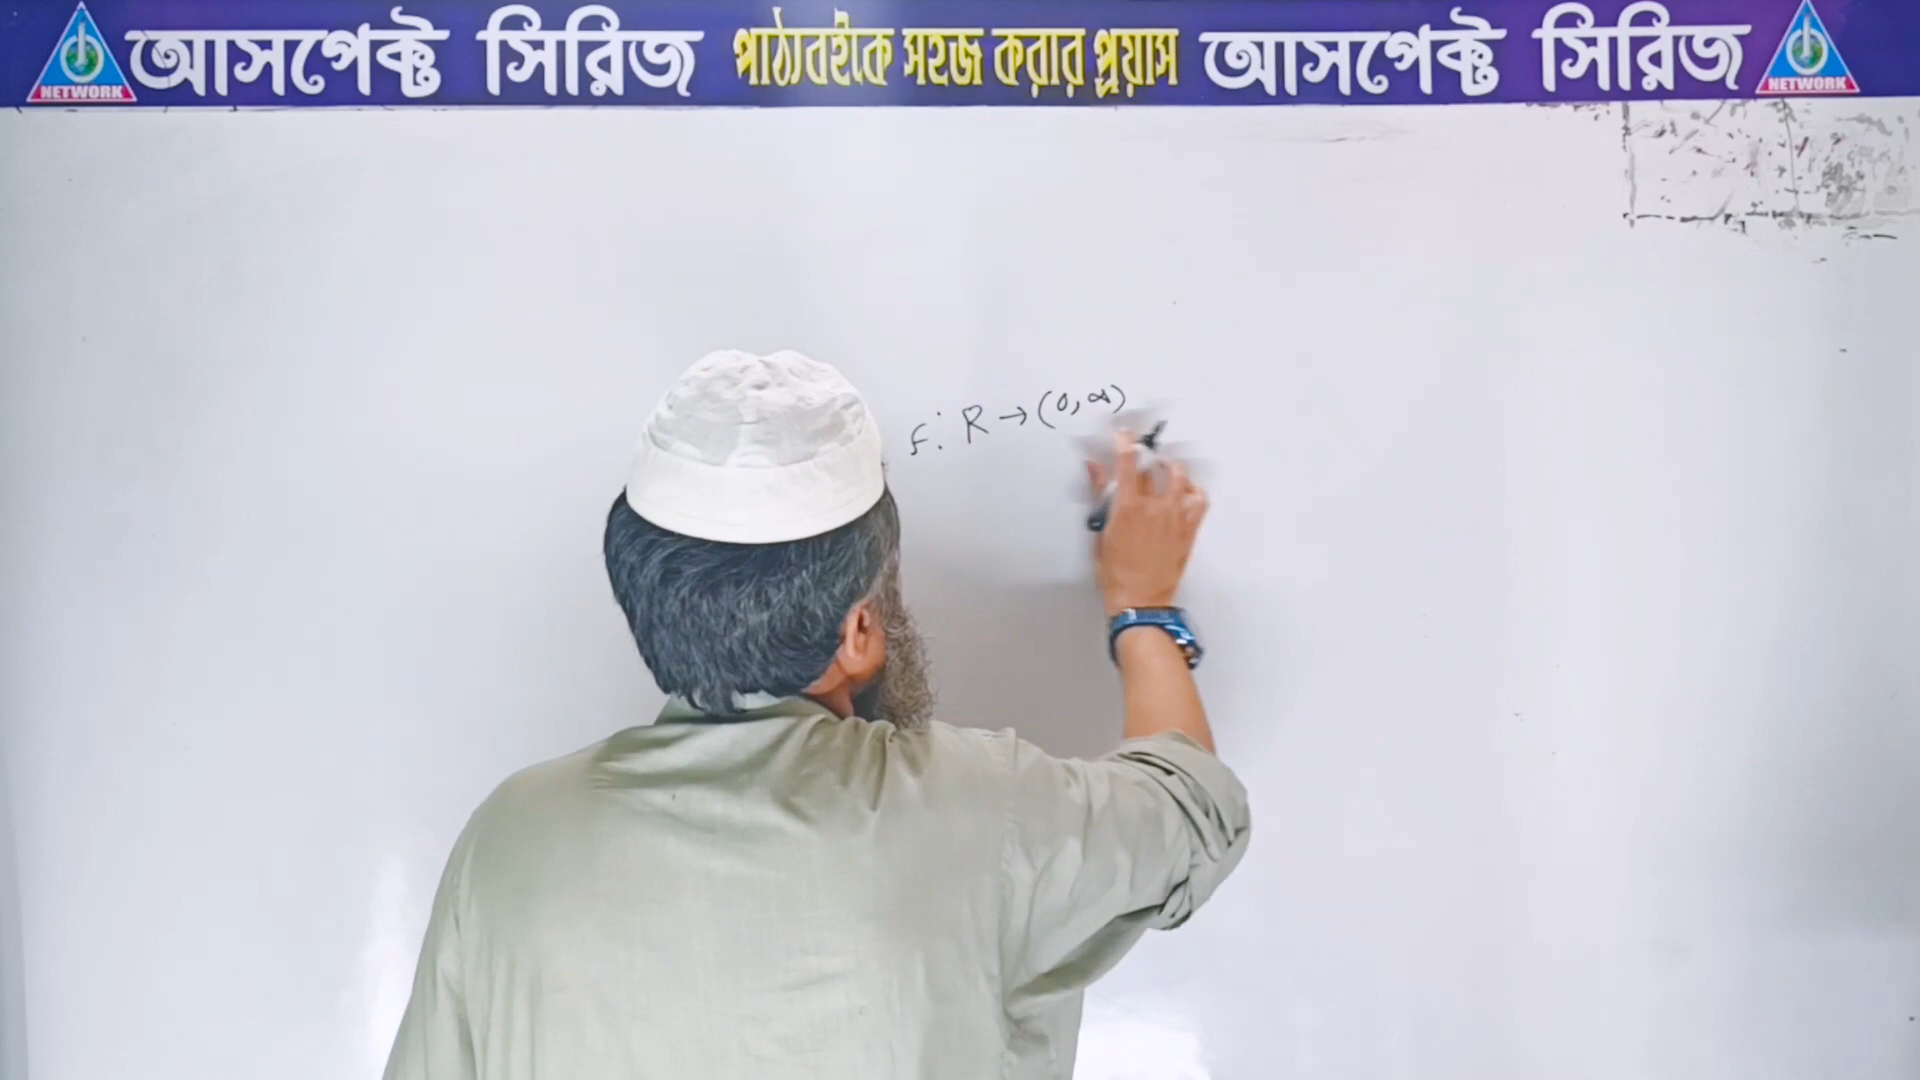 আসপেক্ট সিরিজ পাঠ্যবইকে সহজ করার প্রয়াস আসপেক্ট সিরিজ
NETWORK NETWORK
F: R → (0, ∝)